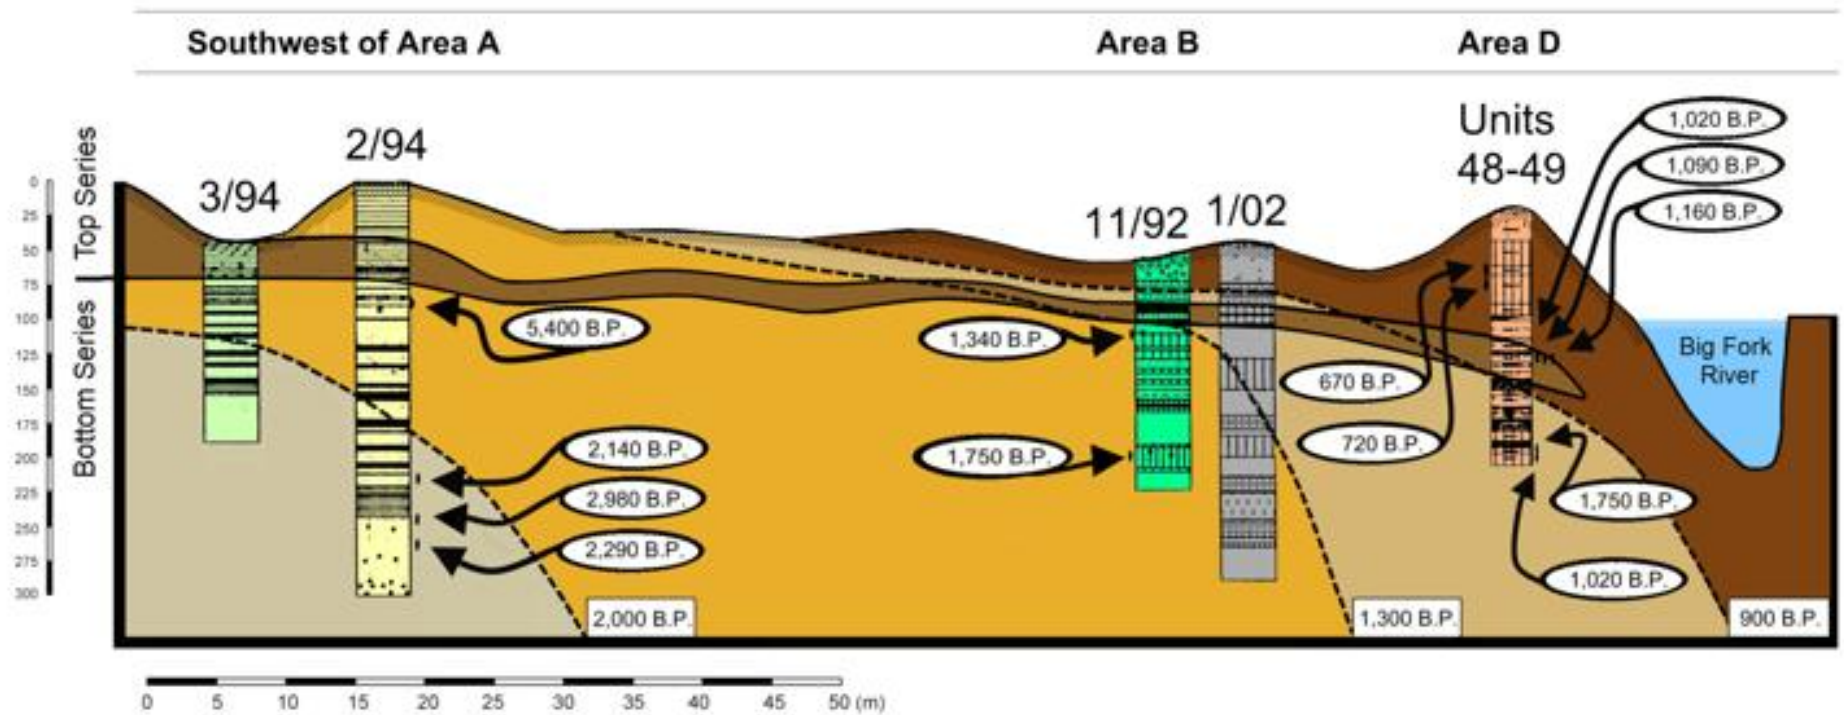 Southwest of Area A
Area B
Area D
Top Series
Bottom Series
0
25
50
75
100
125
150
175
200
225
250
275
300
3/94
2/94
11/92
1/02
Units
48-49
1,020 B.P.
1,090 B.P.
1,160 B.P.
5,400 B.P.
1,340 B.P.
670 B.P.
720 B.P.
Big Fork
River
2,140 B.P.
2,980 B.P.
2,290 B.P.
1,750 B.P.
1,750 B.P.
1,020 B.P.
2,000 B.P.
1,300 B.P.
900 B.P.
0 5 10 15 20 25 30 35 40 45 50 (m)